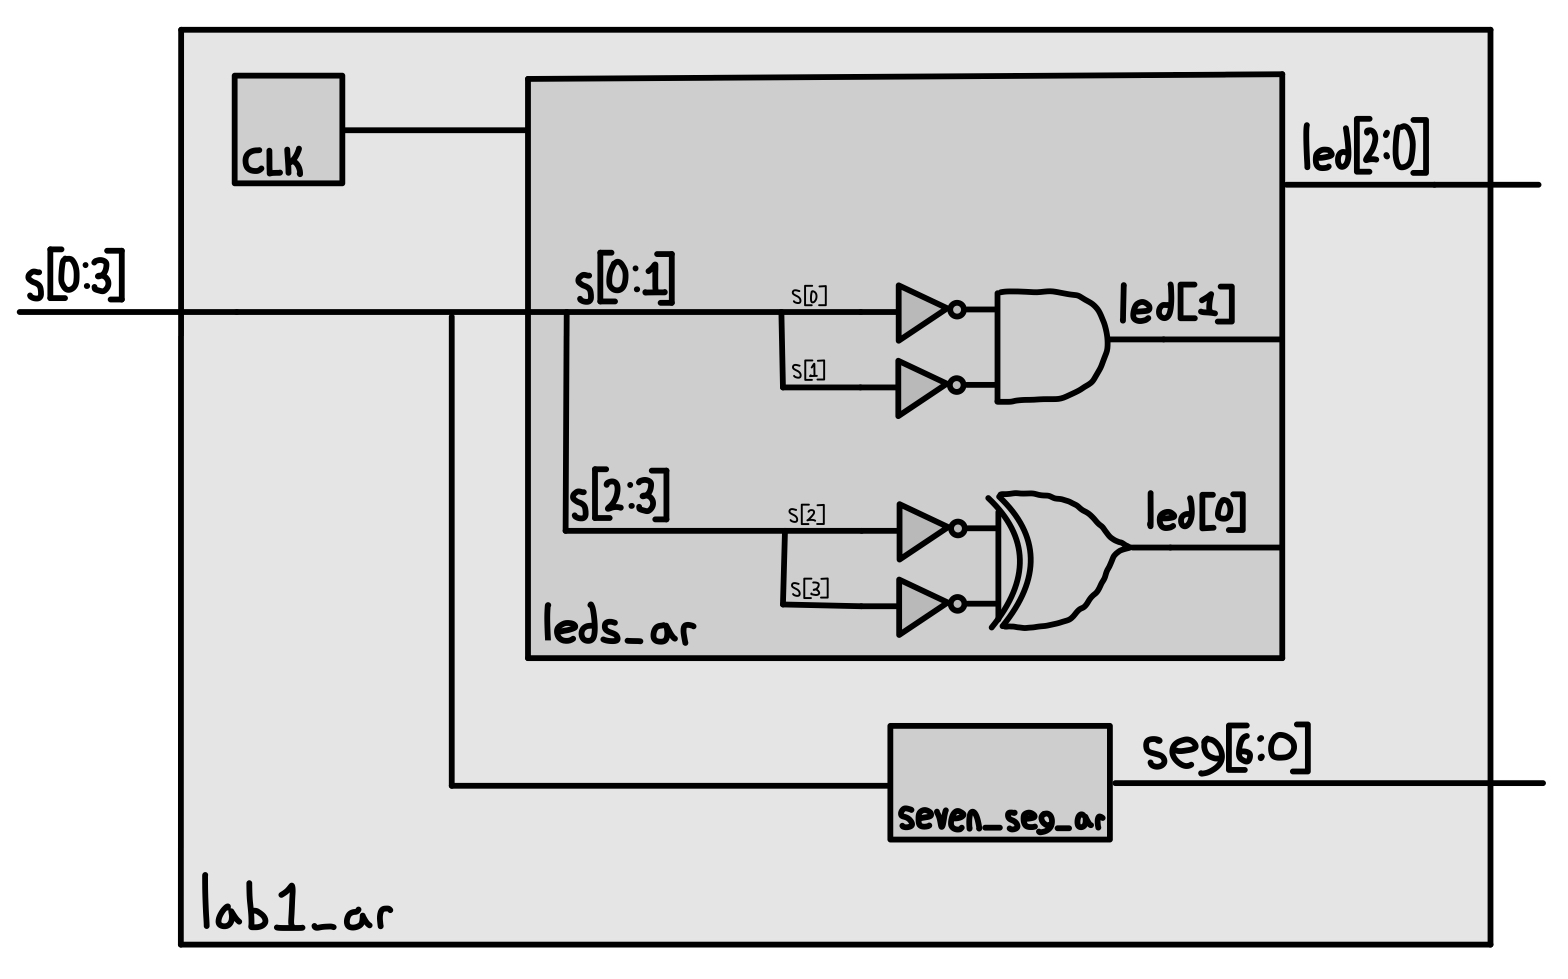 CLK
led[2:0]
s[0:3]
s[0:1]
s[0]
led[1]
s[1]
s[2:3]
s[2]
led[0]
s[3]
leds_ar
seg[6:0]
seven_seg_ar
lab1_ar